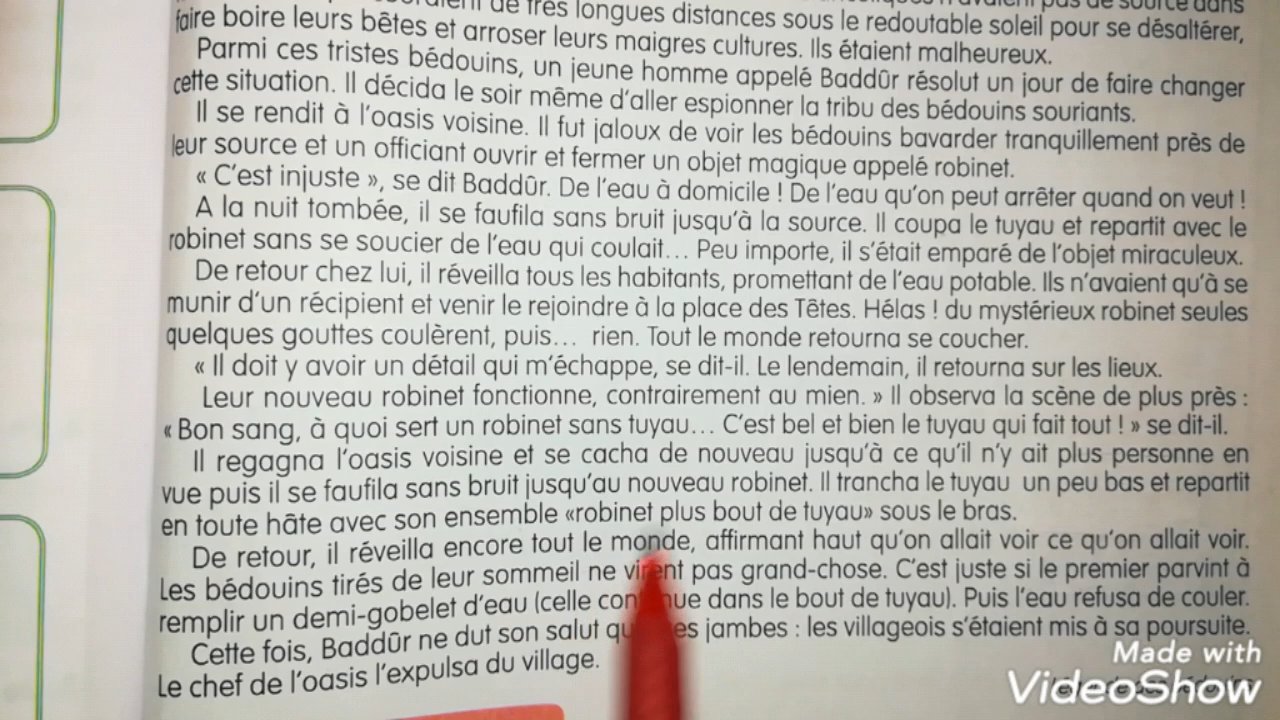 de très longues distances sous le redoutable soleil pour se désaltérer,
faire boire leurs bêtes et arroser leurs maigres cultures. Ils étaient malheureux.
Parmi ces tristes bédouins, un jeune homme appelé Baddûr résolut un jour de faire changer
cette situation. Il décida le soir même d'aller espionner la tribu des bédouins souriants.
Il se rendit à l'oasis voisine. Il fut jaloux de voir les bédouins bavarder tranquillement près de
leur source et un officiant ouvrir et fermer un objet magique appelé robinet.
« C'est injuste », se dit Baddûr. De l'eau à domicile ! De l'eau qu'on peut arrêter quand on veut !
A la nuit tombée, il se faufila sans bruit jusqu'à la source. Il coupa le tuyau et repartit avec le
robinet sans se soucier de l'eau qui coulait... Peu importe, il s'était emparé de l'objet miraculeux.
De retour chez lui, il réveilla tous les habitants, promettant de l'eau potable. Ils n'avaient qu'à se
munir d'un récipient et venir le rejoindre à la place des Têtes. Hélas ! du mystérieux robinet seules
quelques gouttes coulèrent, puis... rien. Tout le monde retourna se coucher.
« Il doit y avoir un détail qui m'échappe, se dit-il. Le lendemain, il retourna sur les lieux.
Leur nouveau robinet fonctionne, contrairement au mien. » Il observa la scène de plus près :
« Bon sang, à quoi sert un robinet sans tuyau... C'est bel et bien le tuyau qui fait tout ! » se dit-il.
Il regagna l'oasis voisine et se cacha de nouveau jusqu'à ce qu'il n'y ait plus personne en
vue puis il se faufila sans bruit jusqu'au nouveau robinet. Il trancha le tuyau un peu bas et repartit
en toute hâte avec son ensemble «robinet plus bout de tuyau» sous le bras.
De retour, il réveilla encore tout le monde, affirmant haut qu'on allait voir ce qu'on allait voir.
Les bédouins tirés de leur sommeil ne virent pas grand-chose. C'est juste si le premier parvint à
remplir un demi-gobelet d'eau (celle contenue dans le bout de tuyau). Puis l'eau refusa de couler.
Cette fois, Baddûr ne dut son salut jambes : les villageois s'étaient mis à sa poursuite.
Le chef de l'oasis l'expulsa du village.
Made with
VideoShow